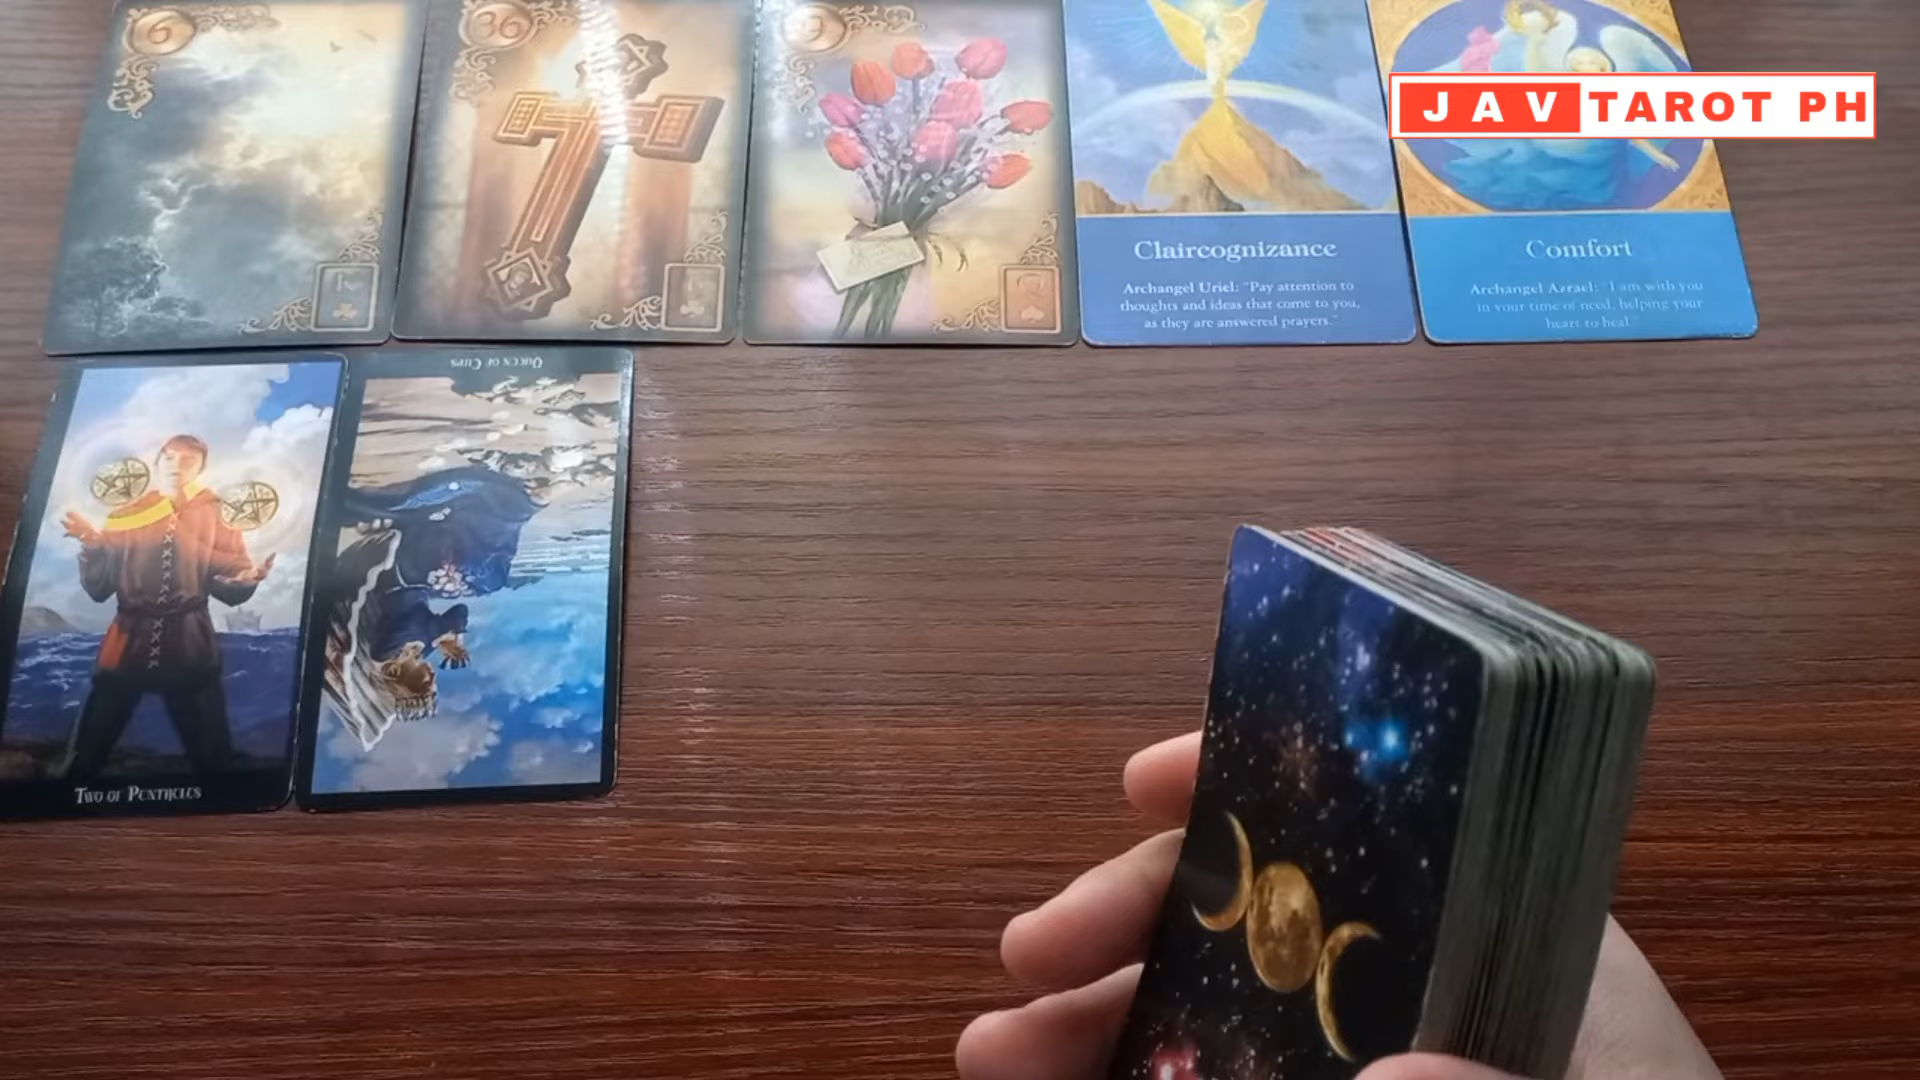 6
36
9
JAV TAROT PH
Claircognizance
Archangel Uriel: "Pay attention to
thoughts and ideas that come to you,
as they are answered prayers."
Comfort
Archangel Azrael: "I am with you
in your time of need, helping your
heart to heal."
QUEEN OF CUPS
TWO OF PENTACLES